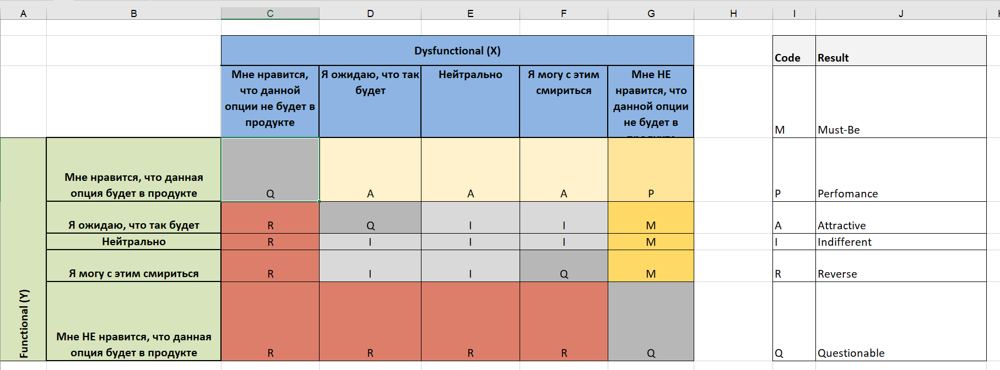 A B C D E F G H I J
Dysfunctional (X)
Code Result
Мне нравится,
что данной
опции не будет в
продукте
Я ожидаю, что так
будет
Нейтрально
Я могу с этим
смириться
Мне НЕ
нравится, что
данной опции
не будет в
M Must-Be
Functional (Y)
Мне нравится, что данная
опция будет в продукте
Q A A A P
P Perfomance
Я ожидаю, что так будет
R Q I I M
A Attractive
Нейтрально
R I I I M
I Indifferent
Я могу с этим смириться
R I I Q M
R Reverse
Мне НЕ нравится, что данная
опция будет в продукте
R R R R Q
Q Questionable